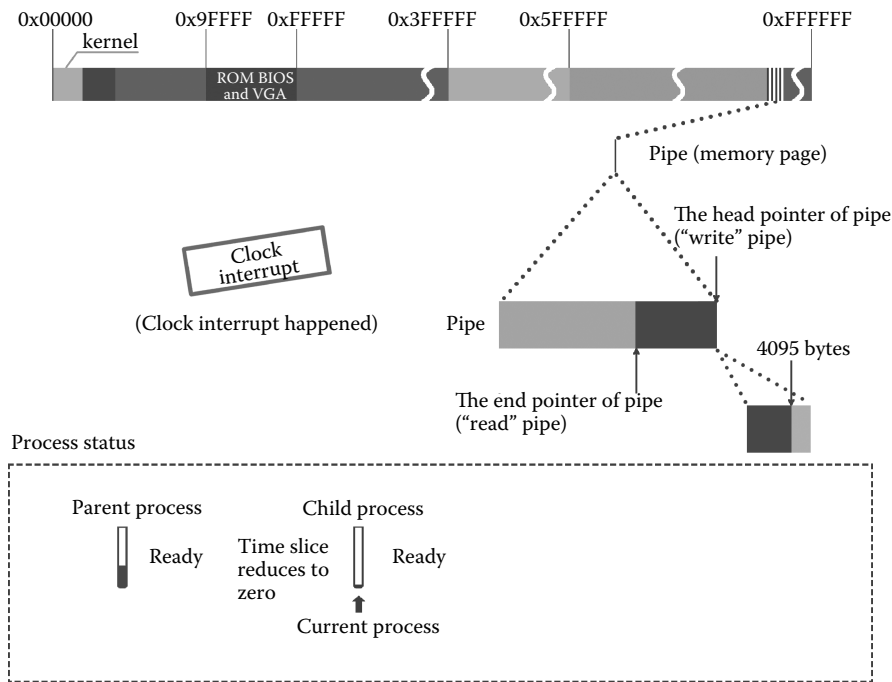 0x00000 0x9FFFF 0xFFFFF 0x3FFFFF 0x5FFFFF 0xFFFFFF
kernel
ROM BIOS
and VGA
Pipe (memory page)
The head pointer of pipe
(“write” pipe)
Clock
interrupt
(Clock interrupt happened)
Pipe
4095 bytes
The end pointer of pipe
(“read” pipe)
Process status
Parent process
Ready
Child process
Time slice
reduces to
zero
Ready
Current process